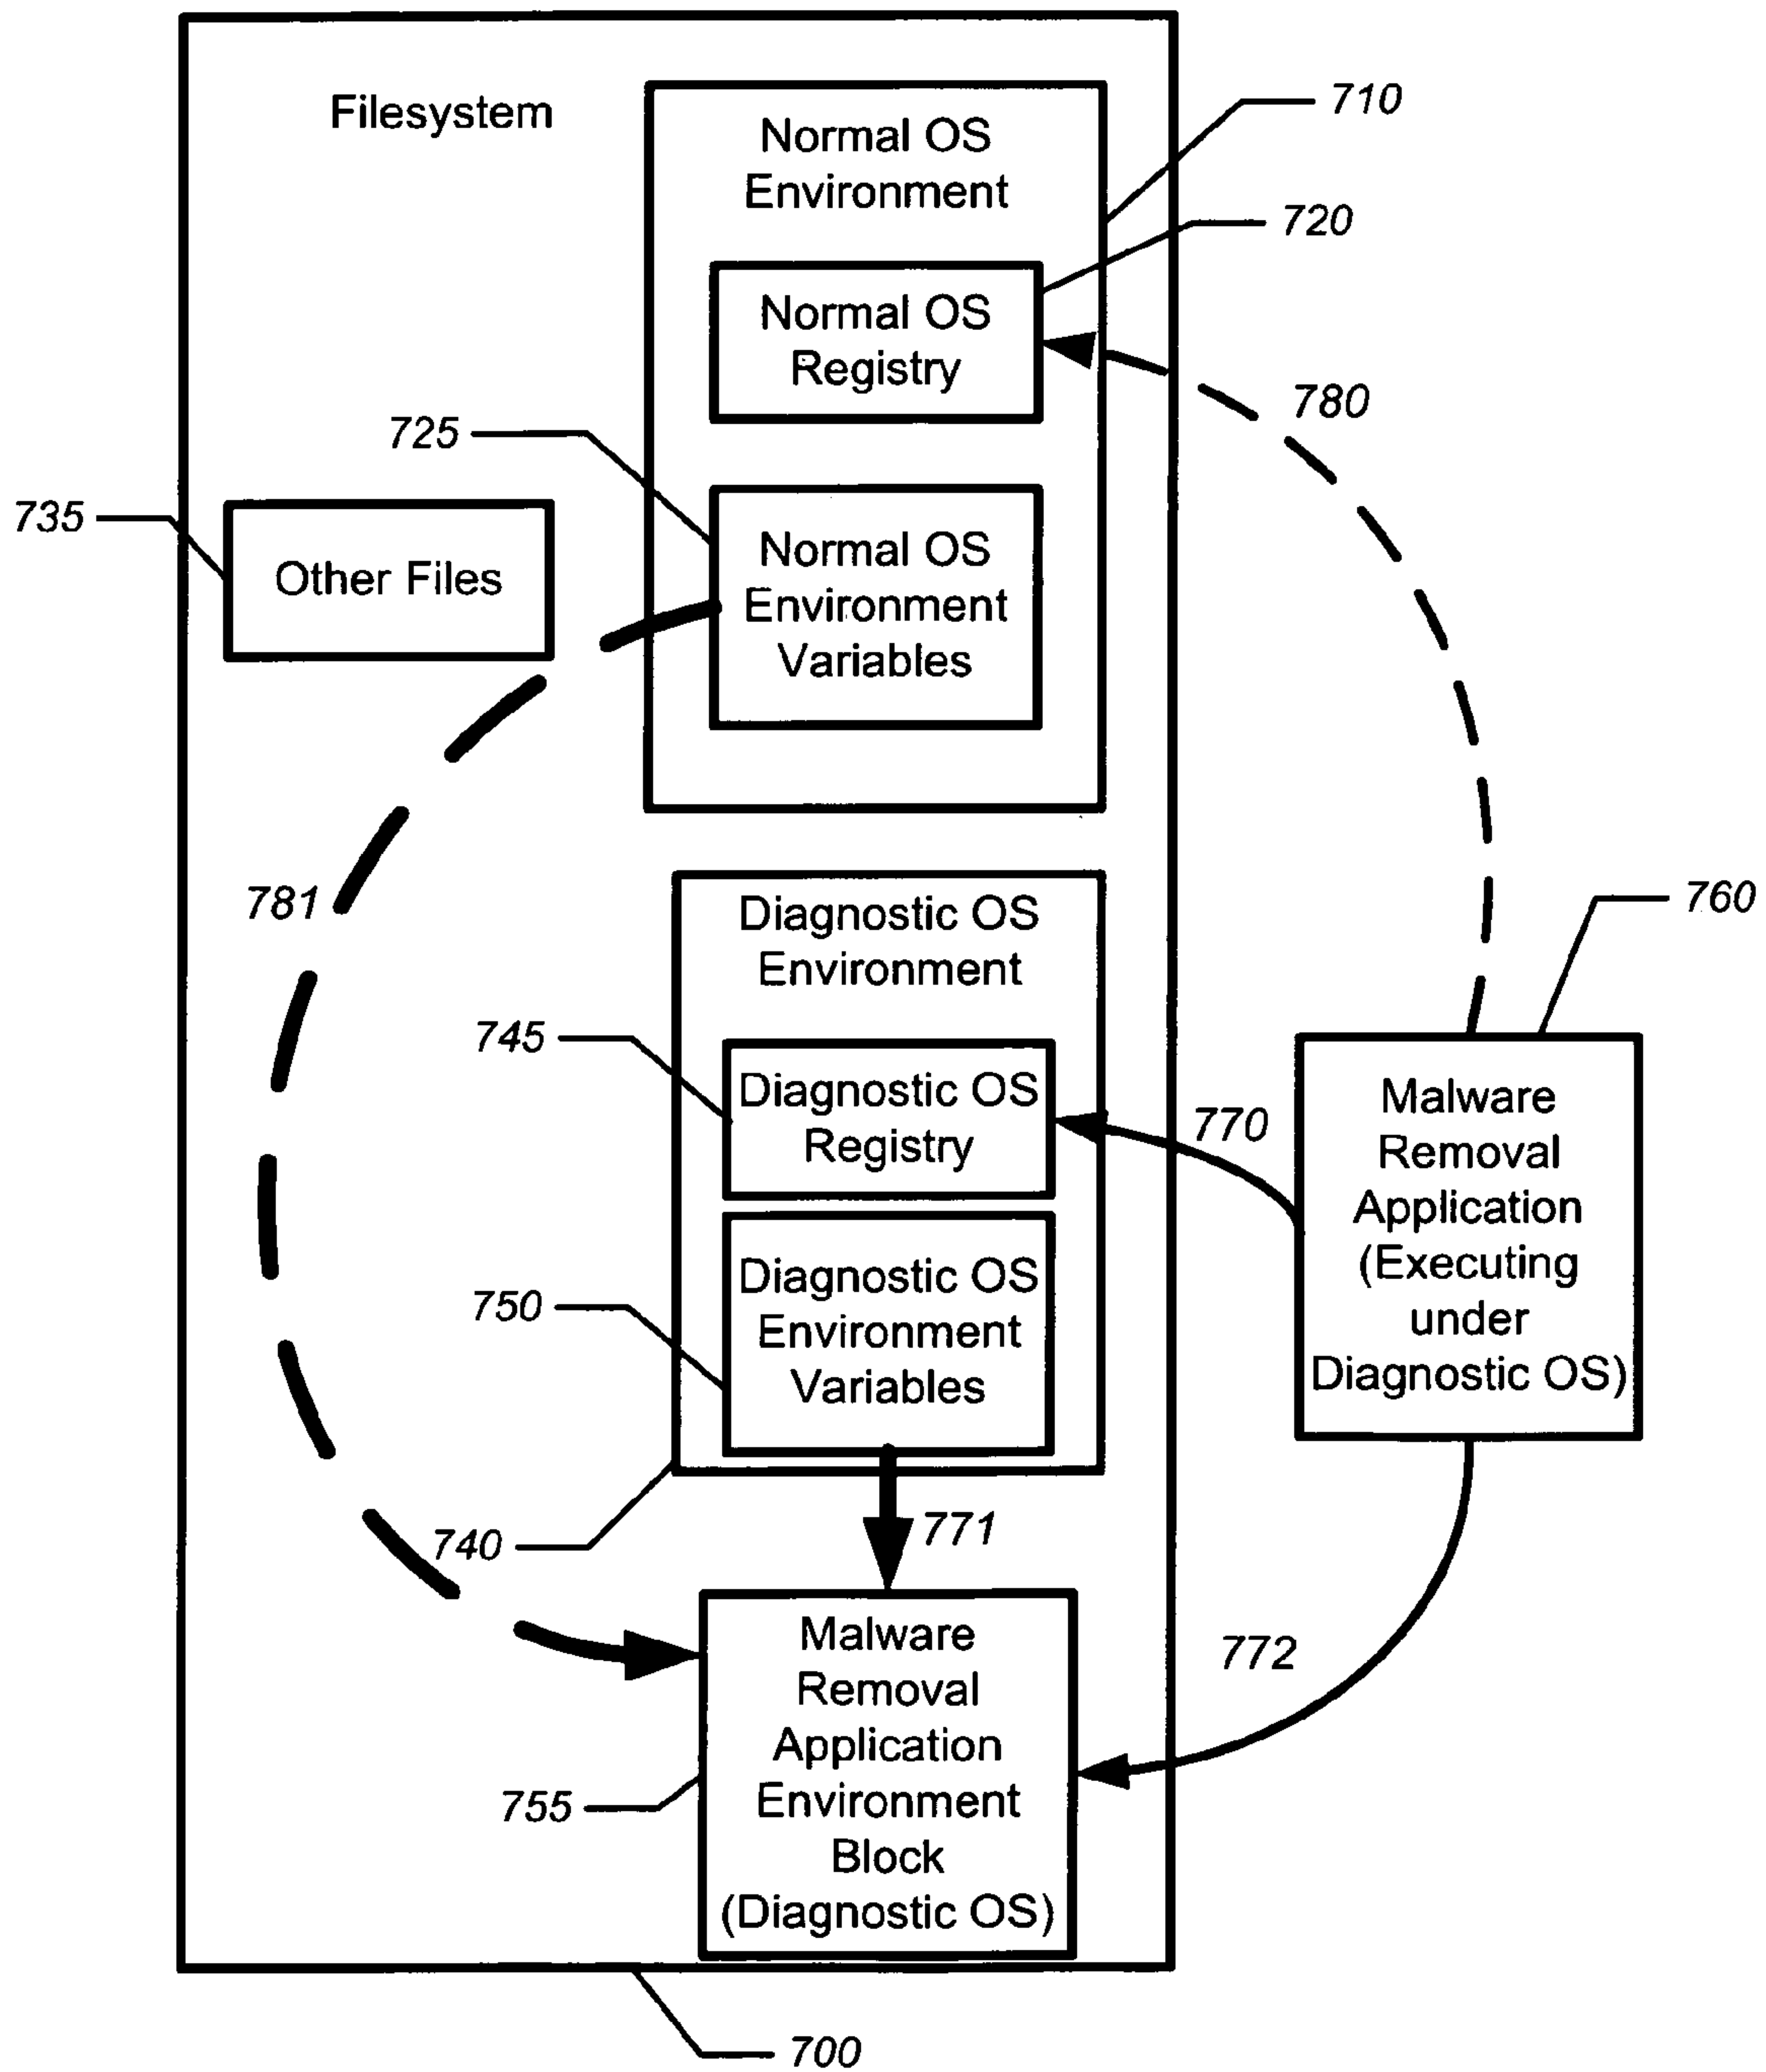 Filesystem
710
Normal OS
Environment
720
Normal OS
Registry
780
725
735
Other Files
Normal OS
Environment
Variables
781
760
Diagnostic OS
Environment
745
Diagnostic OS
Registry
770
750
Diagnostic OS
Environment
Variables
Malware
Removal
Application
(Executing
under
Diagnostic OS)
740
771
772
755
Malware
Removal
Application
Environment
Block
(Diagnostic OS)
700